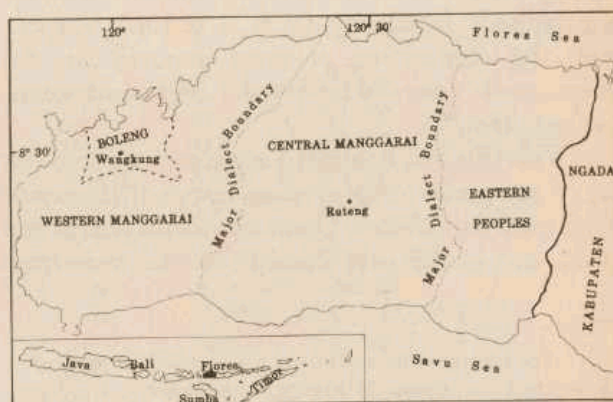 120°
120° 30'
Flores Sea
BOLENG
Wangkung
8° 30'
CENTRAL MANGGARAI
NGADA
Major Dialect Boundary
Major Dialect Boundary
WESTERN MANGGARAI
Ruteng
EASTERN
PEOPLES
KABUPATEN
Java
Bali
Flores
Sumba
Timor
Savu Sea